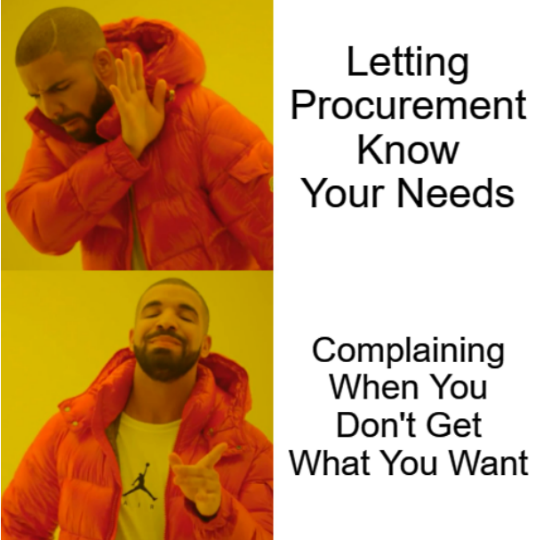 Letting
Procurement
Know
Your Needs
Complaining
When You
Don't Get
What You Want